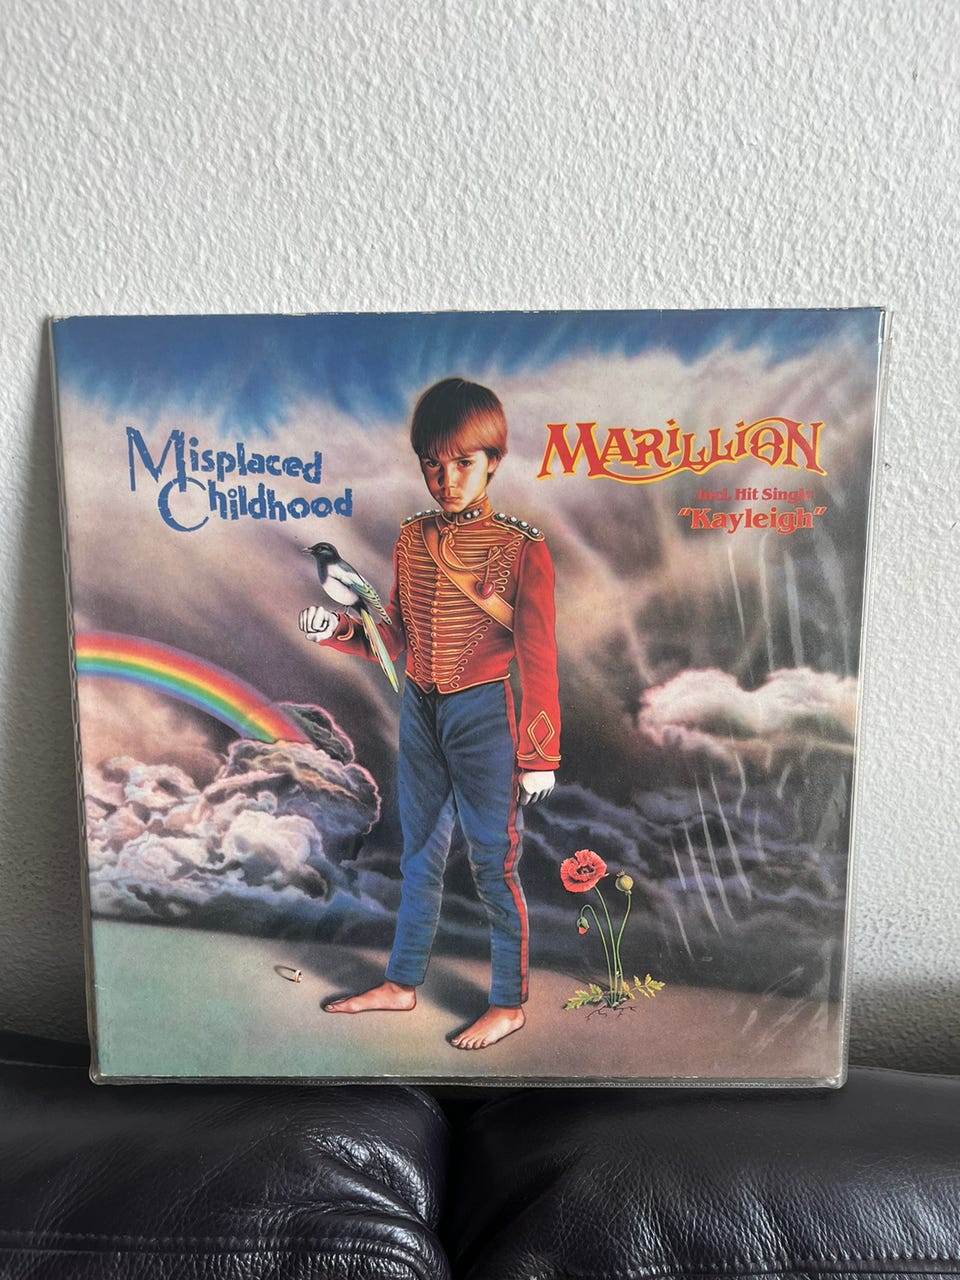 Misplaced
Childhood
MARILLION
Incl. Hit Single
"Kayleigh"